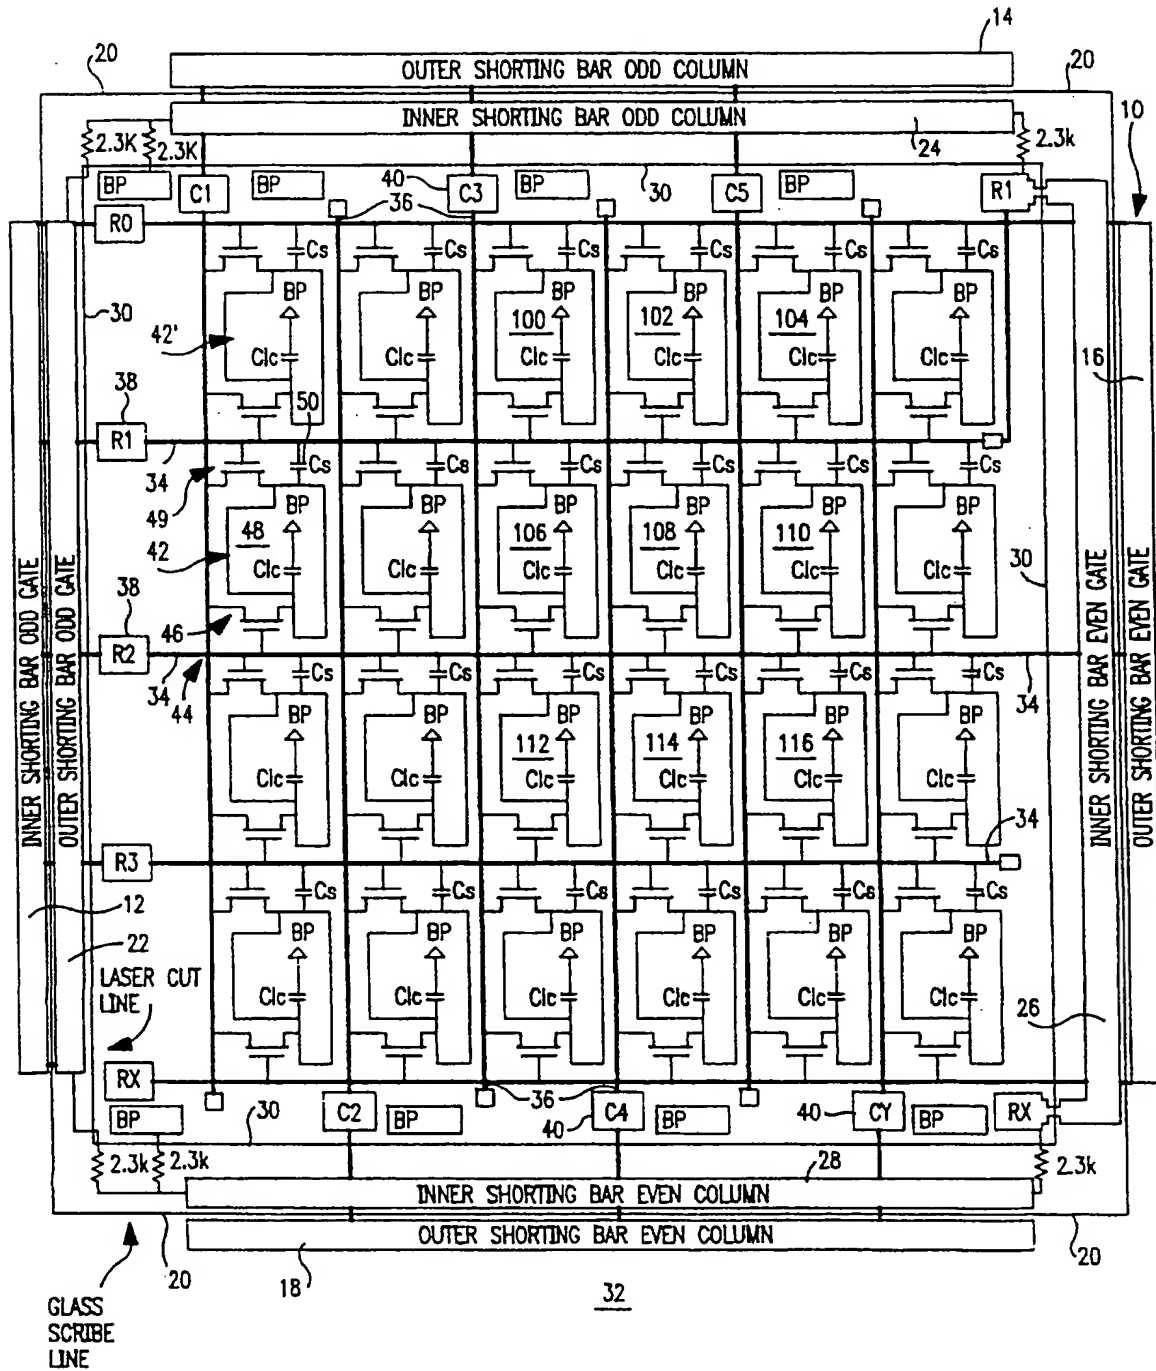 14
20
20
OUTER SHORTING BAR ODD COLUMN
INNER SHORTING BAR ODD COLUMN
10
2.3K
2.3K
24
2.3k
30
BP
C1
BP
40
C3
BP
C5
BP
R1
36
R0
Cs Cs Cs Cs Cs Cs
30
BP BP BP BP BP BP
100 102 104
42'
Clc Clc Clc Clc Clc Clc
16
38
50
R1
34
Cs Cs Cs Cs Cs Cs
49
BP BP BP BP BP BP
48 106 108 110
42
Clc Clc Clc Clc Clc Clc
30
38
46
R2
34
44
34
Cs Cs Cs Cs Cs Cs
BP BP BP BP BP BP
112 114 116
Clc Clc Clc Clc Clc Clc
34
R3
Cs Cs Cs Cs Cs Cs
12
BP BP BP BP BP BP
22
LASER CUT
LINE
Clc Clc Clc Clc Clc Clc
26
INNER SHORTING BAR ODD GATE
OUTER SHORTING BAR ODD GATE
INNER SHORTING BAR EVEN GATE
OUTER SHORTING BAR EVEN GATE
RX
36
BP
C2
BP
40
C4
BP
40
CY
BP
RX
30
2.3k
2.3k
28
2.3k
INNER SHORTING BAR EVEN COLUMN
OUTER SHORTING BAR EVEN COLUMN
20
18
20
32
GLASS
SCRIBE
LINE